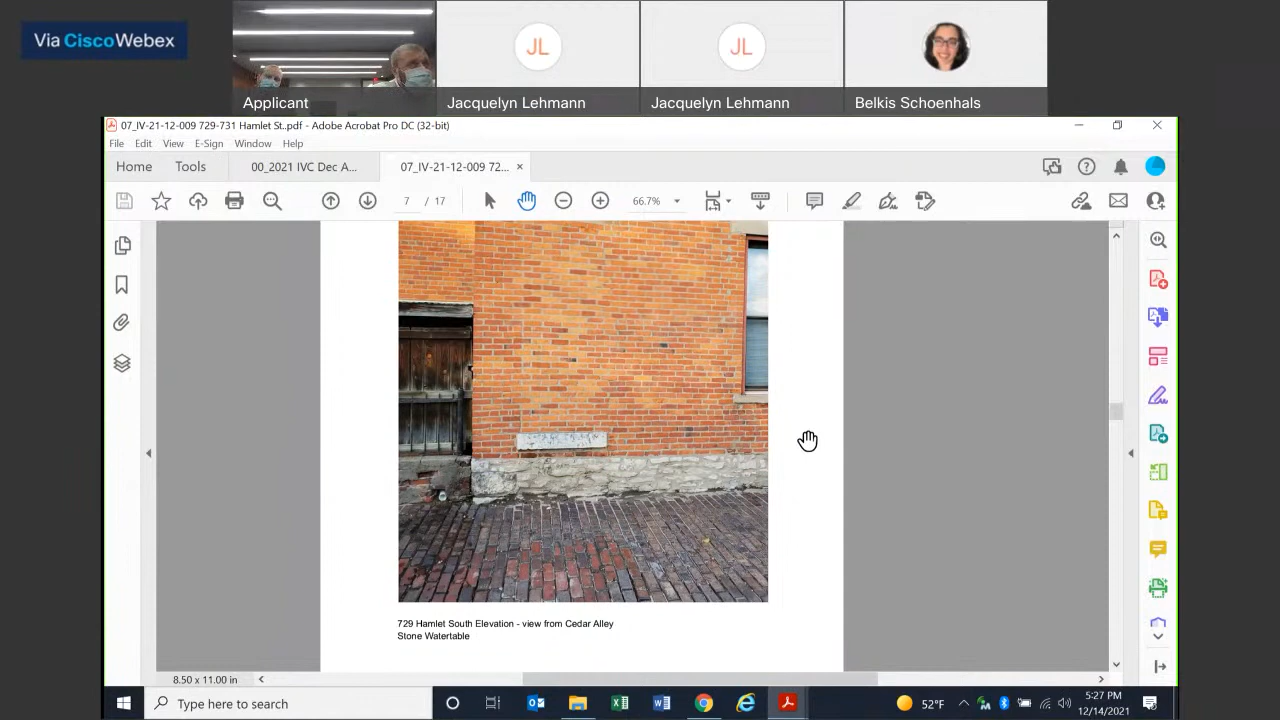 Via Cisco Webex
Applicant
Jacquelyn Lehmann
Jacquelyn Lehmann
Belkis Schoenhals
JL
JL
07_IV-21-12-009 729-731 Hamlet St..pdf - Adobe Acrobat Pro DC (32-bit)
File Edit View E-Sign Window Help
Home Tools 00_2021 IVC Dec A... 07_IV-21-12-009 72... ×
7 / 17 66.7%
729 Hamlet South Elevation - view from Cedar Alley
Stone Watertable
8.50 x 11.00 in
Type here to search
52°F
5:27 PM
12/14/2021